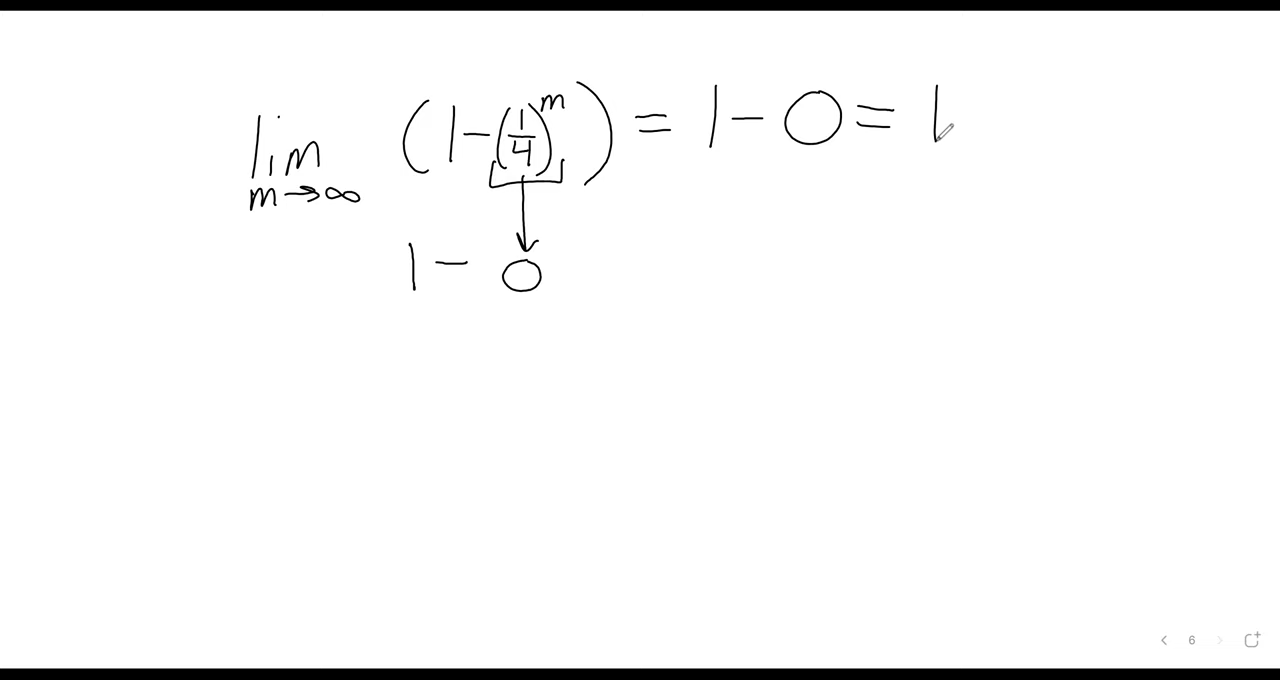 lim m→∞ (1-(1/4)^m) = 1-0 = 1
1 - 0
6